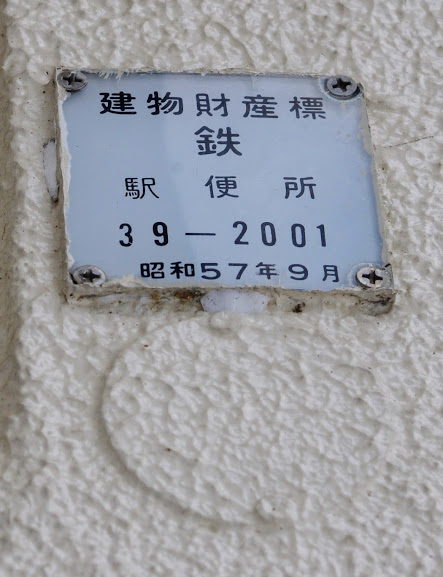 建物財産標
鉄
駅便所
39-2001
昭和57年9月